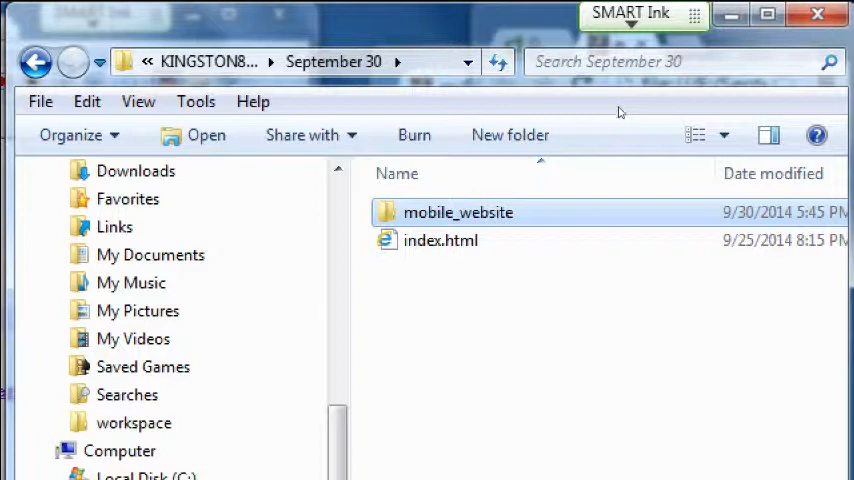 SMART Ink
KINGSTON8... September 30
Search September 30
File Edit View Tools Help
Organize Open Share with Burn New folder
Name Date modified
Downloads
Favorites
Links
My Documents
My Music
My Pictures
My Videos
Saved Games
Searches
workspace
Computer
Local Disk (C:)
mobile_website 9/30/2014 5:45 PM
index.html 9/25/2014 8:15 PM